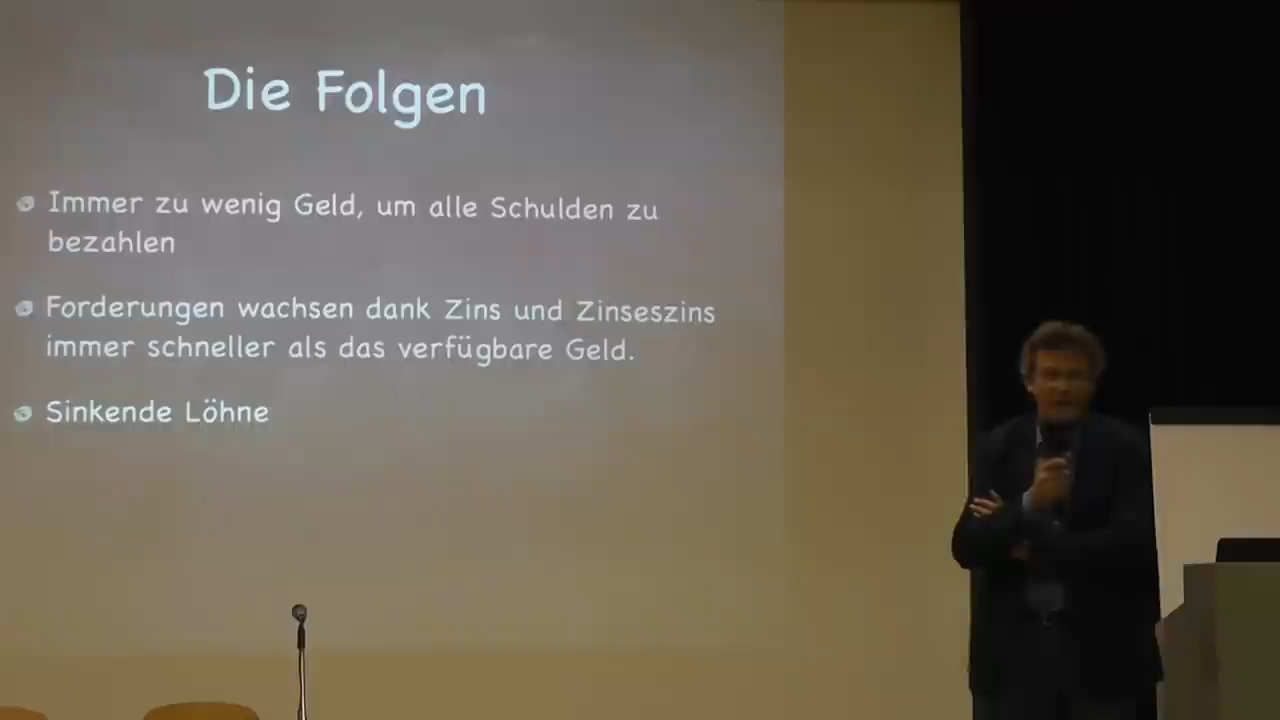 Die Folgen
Immer zu wenig Geld, um alle Schulden zu
bezahlen
Forderungen wachsen dank Zins und Zinseszins
immer schneller als das verfügbare Geld.
Sinkende Löhne